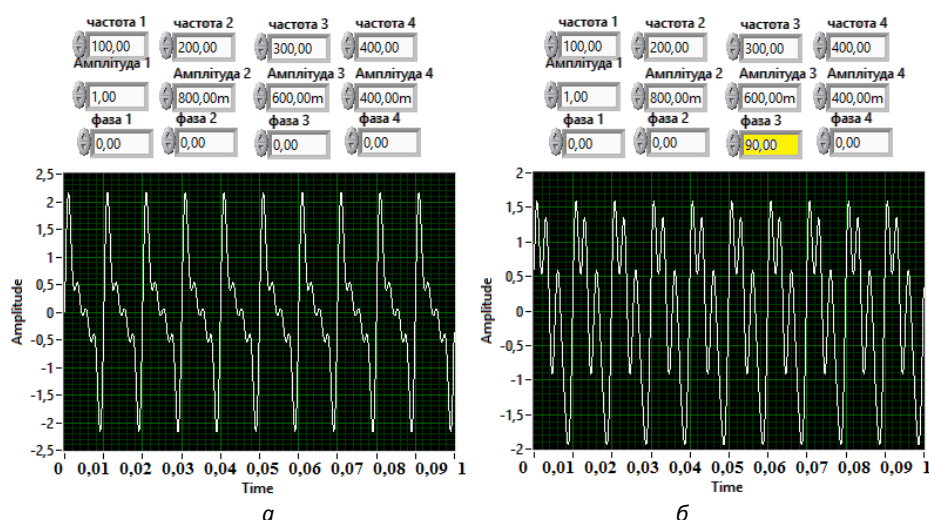 частота 1 частота 2 частота 3 частота 4
100,00 200,00 300,00 400,00
Амплітуда 1 Амплітуда 2 Амплітуда 3 Амплітуда 4
1,00 800,00m 600,00m 400,00m
фаза 1 фаза 2 фаза 3 фаза 4
0,00 0,00 0,00 0,00
2,5
2
1,5
1
0,5
0
-0,5
-1
-1,5
-2
-2,5
Amplitude
0 0,01 0,02 0,03 0,04 0,05 0,06 0,07 0,08 0,09 1
Time
а
частота 1 частота 2 частота 3 частота 4
100,00 200,00 300,00 400,00
Амплітуда 1 Амплітуда 2 Амплітуда 3 Амплітуда 4
1,00 800,00m 600,00m 400,00m
фаза 1 фаза 2 фаза 3 фаза 4
0,00 0,00 90,00 0,00
2
1,5
1
0,5
0
-0,5
-1
-1,5
-2
Amplitude
0 0,01 0,02 0,03 0,04 0,05 0,06 0,07 0,08 0,09 1
Time
б